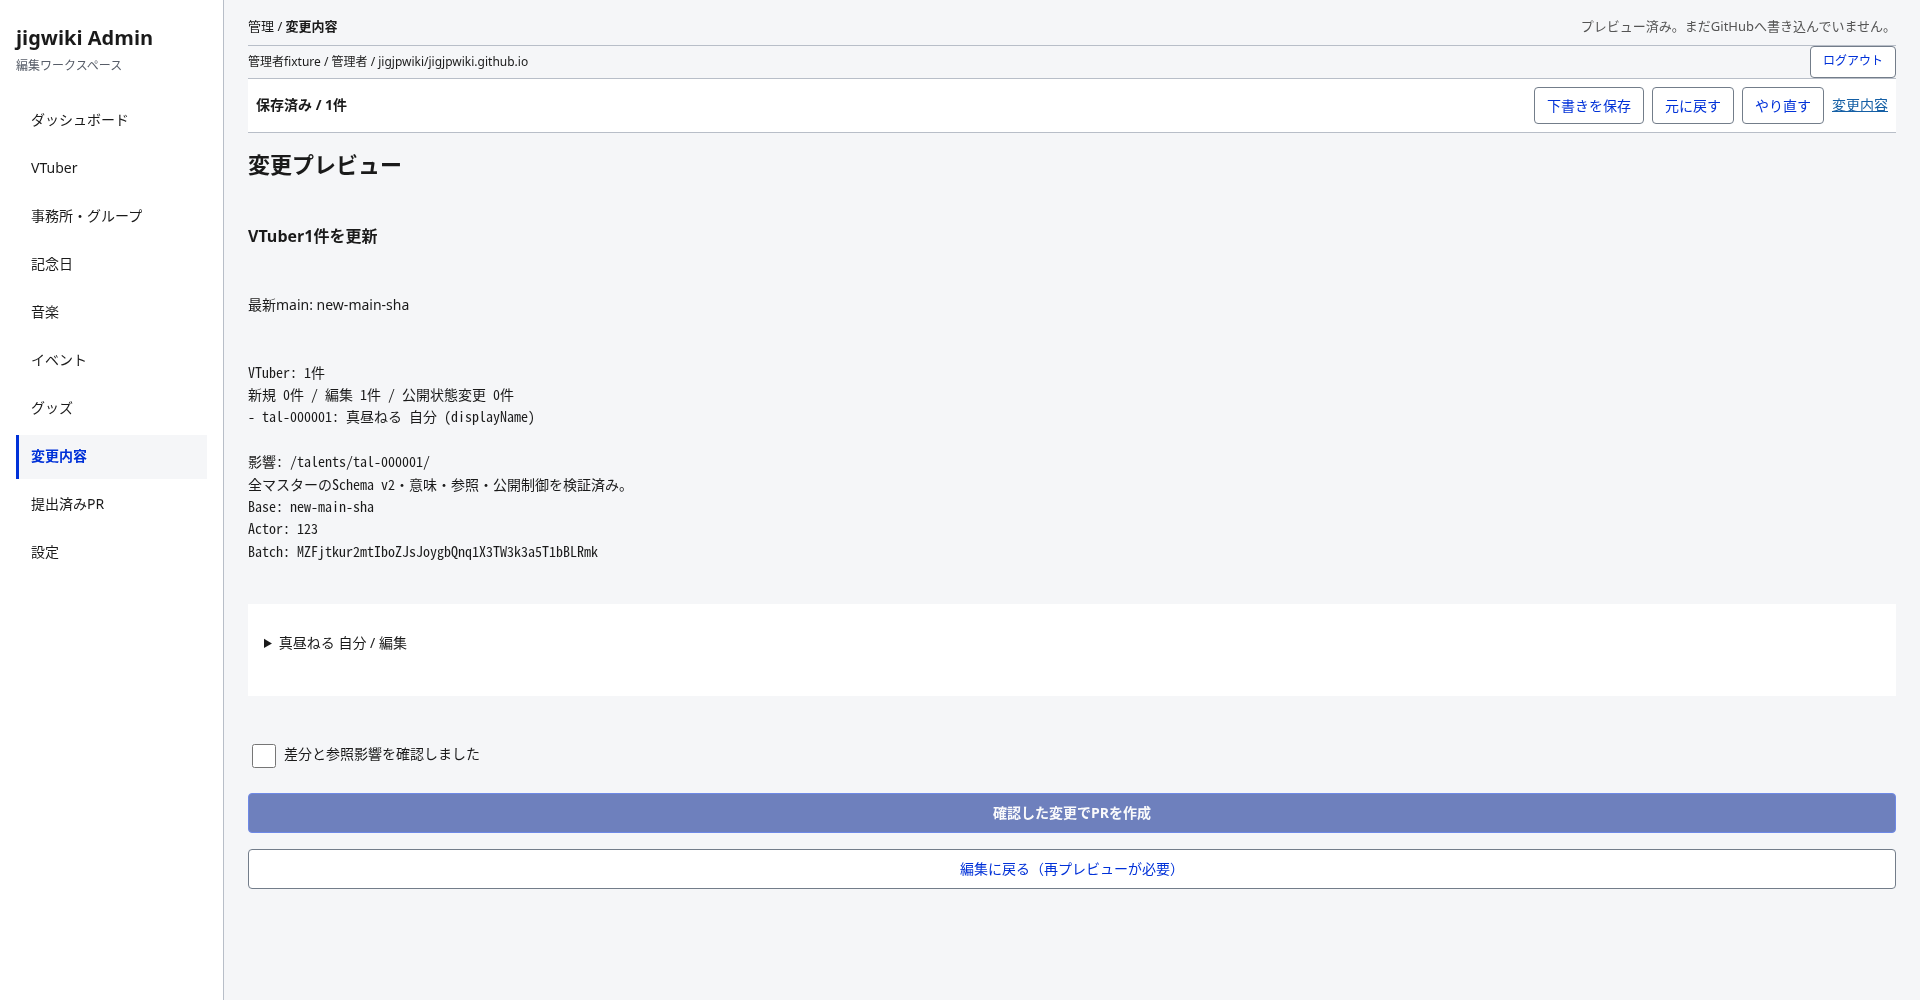 jigwiki Admin
編集ワークスペース
ダッシュボード
VTuber
事務所・グループ
記念日
音楽
イベント
グッズ
変更内容
提出済みPR
設定
管理 / 変更内容
プレビュー済み。まだGitHubへ書き込んでいません。
管理者fixture / 管理者 / jigjpwiki/jigjpwiki.github.io
ログアウト
保存済み / 1件
下書きを保存
元に戻す
やり直す
変更内容
変更プレビュー
VTuber1件を更新
最新main: new-main-sha
VTuber: 1件
新規 0件 / 編集 1件 / 公開状態変更 0件
- tal-000001: 真昼ねる 自分 (displayName)
影響: /talents/tal-000001/
全マスターのSchema v2・意味・参照・公開制御を検証済み。
Base: new-main-sha
Actor: 123
Batch: MZFjtkur2mtIboZJsJoygbQnq1X3TW3k3a5T1bBLRmk
真昼ねる 自分 / 編集
差分と参照影響を確認しました
確認した変更でPRを作成
編集に戻る（再プレビューが必要）